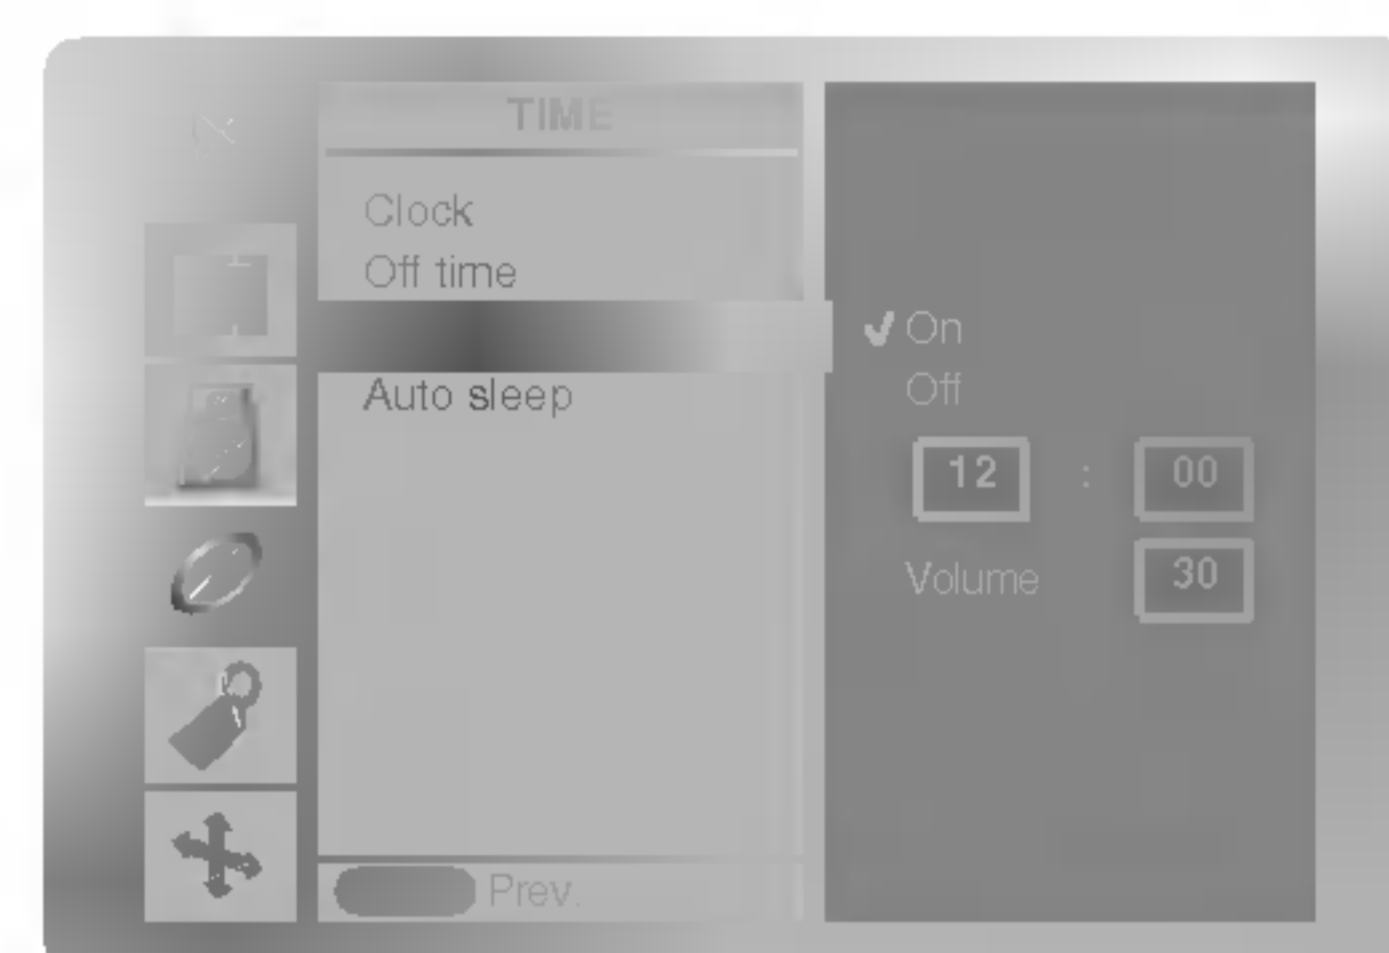 TIME
Clock
Off time
Auto sleep
Prev.
On
Off
12 : 00
Volume 30